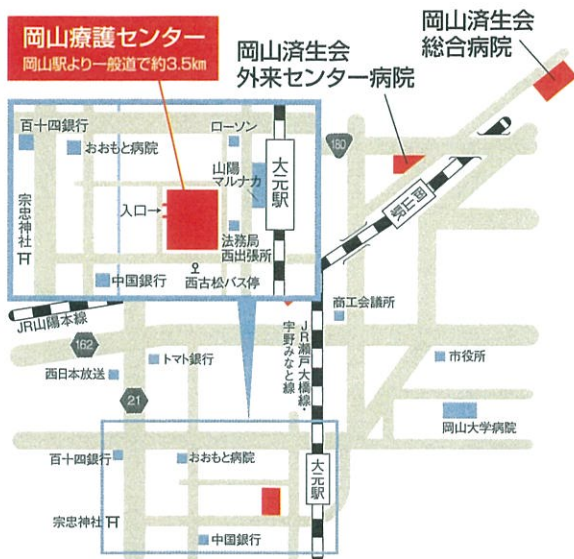 岡山療護センター
岡山駅より一般道で約3.5km
岡山済生会
外来センター病院
岡山済生会
総合病院
百十四銀行
おおもと病院
ローソン
山陽
マルナカ
大元駅
180
岡山駅
宗忠神社
入口→
法務局
西出張所
中国銀行
西古松バス停
JR山陽本線
商工会議所
162
トマト銀行
西日本放送
JR瀬戸大橋線・
宇野みなと線
市役所
21
岡山大学病院
百十四銀行
おおもと病院
大元駅
宗忠神社
中国銀行